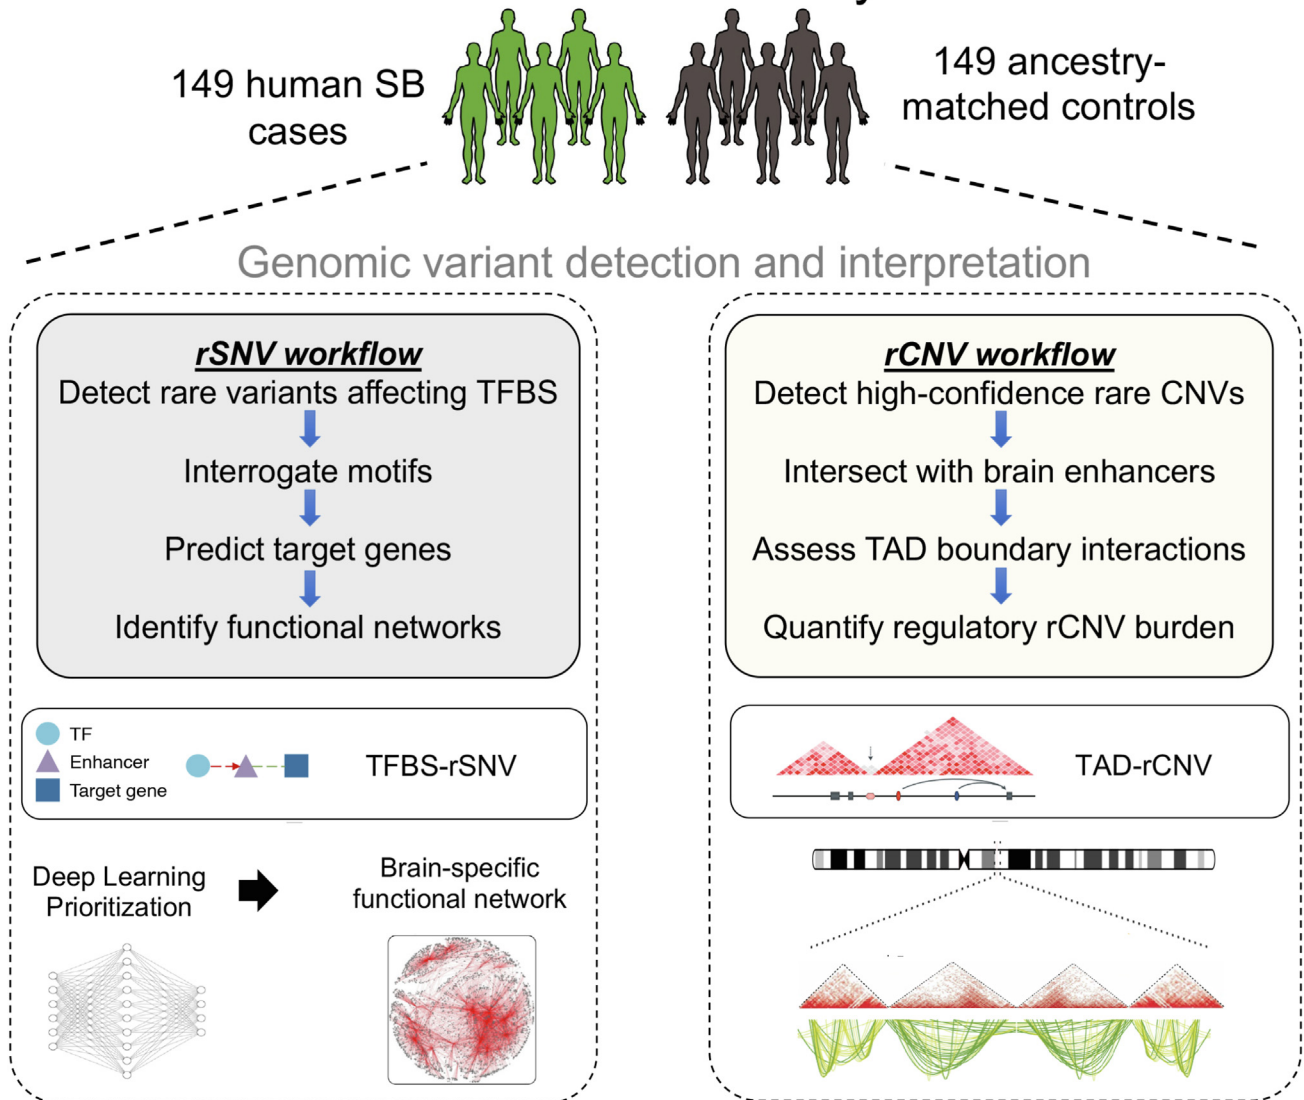 149 human SB
cases
149 ancestry-
matched controls
Genomic variant detection and interpretation
rSNV workflow
Detect rare variants affecting TFBS
Interrogate motifs
Predict target genes
Identify functional networks
TF
Enhancer
Target gene
TFBS-rSNV
Deep Learning
Prioritization
Brain-specific
functional network
rCNV workflow
Detect high-confidence rare CNVs
Intersect with brain enhancers
Assess TAD boundary interactions
Quantify regulatory rCNV burden
TAD-rCNV